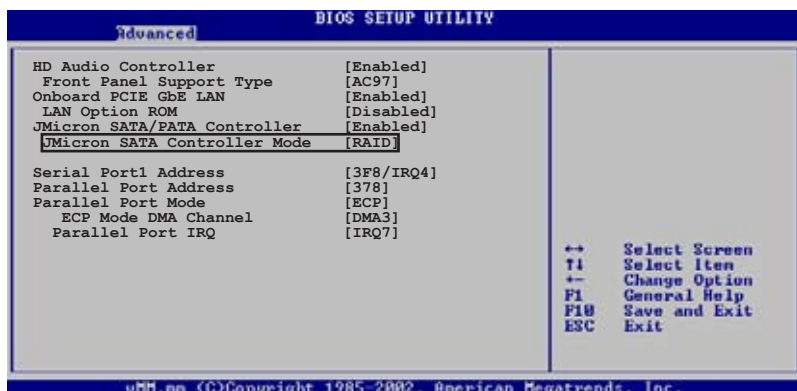 BIOS SETUP UTILITY
Advanced
HD Audio Controller [Enabled]
Front Panel Support Type [AC97]
Onboard PCIE GbE LAN [Enabled]
LAN Option ROM [Disabled]
JMicron SATA/PATA Controller [Enabled]
JMicron SATA Controller Mode [RAID]
Serial Port1 Address [3F8/IRQ4]
Parallel Port Address [378]
Parallel Port Mode [ECP]
ECP Mode DMA Channel [DMA3]
Parallel Port IRQ [IRQ7]
↔ Select Screen
↑↓ Select Item
+- Change Option
F1 General Help
F10 Save and Exit
ESC Exit
(C)Copyright 1985-2002, American Megatrends, Inc.